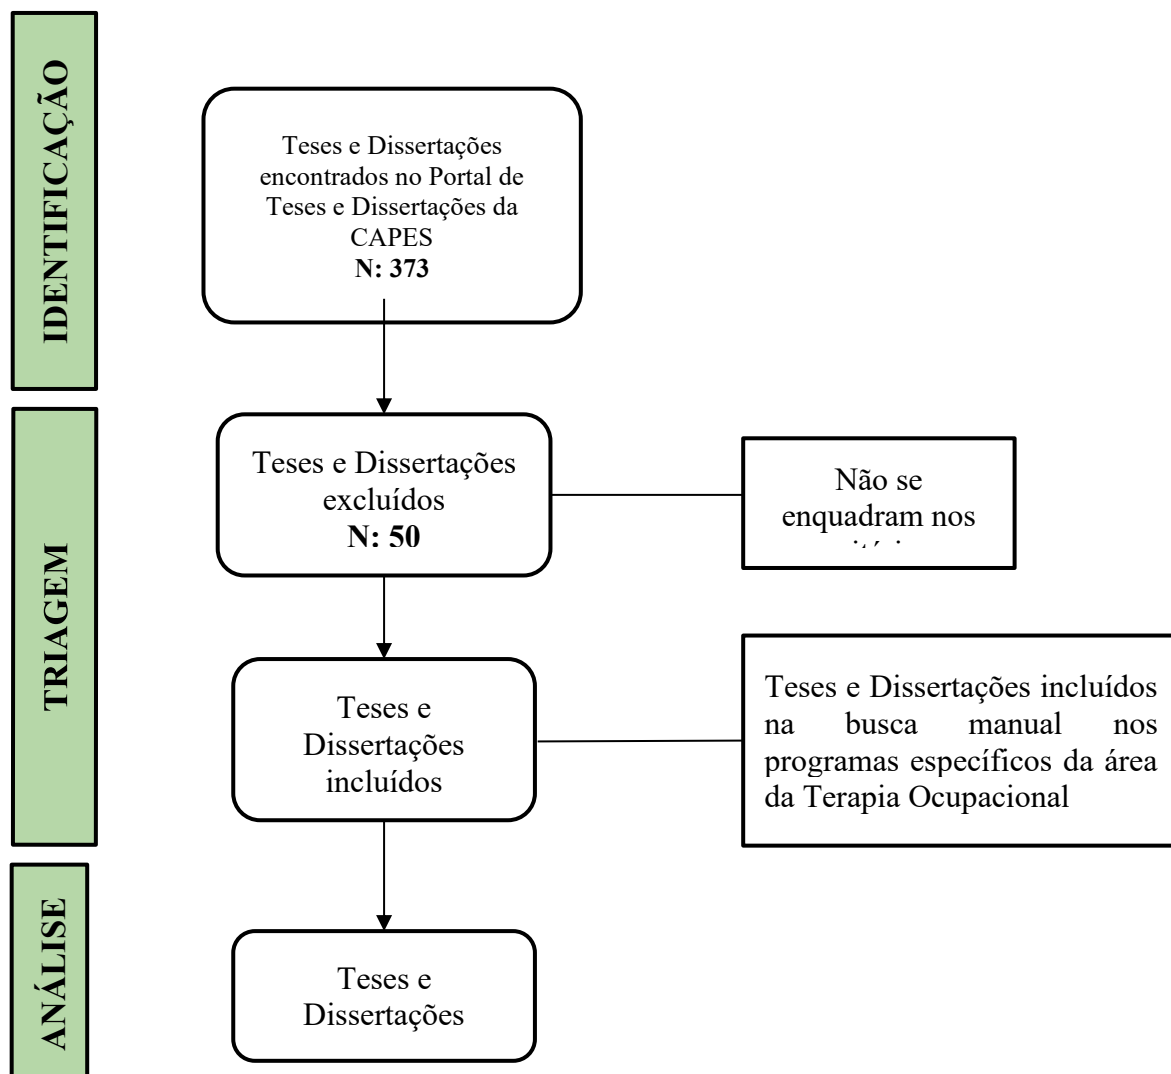 IDENTIFICAÇÃO
Teses e Dissertações
encontrados no Portal de
Teses e Dissertações da
CAPES
N: 373
TRIAGEM
Teses e Dissertações
excluídos
N: 50
Não se
enquadram nos
Teses e
Dissertações
incluídos
Teses e Dissertações incluídos
na busca manual nos
programas específicos da área
da Terapia Ocupacional
ANÁLISE
Teses e
Dissertações